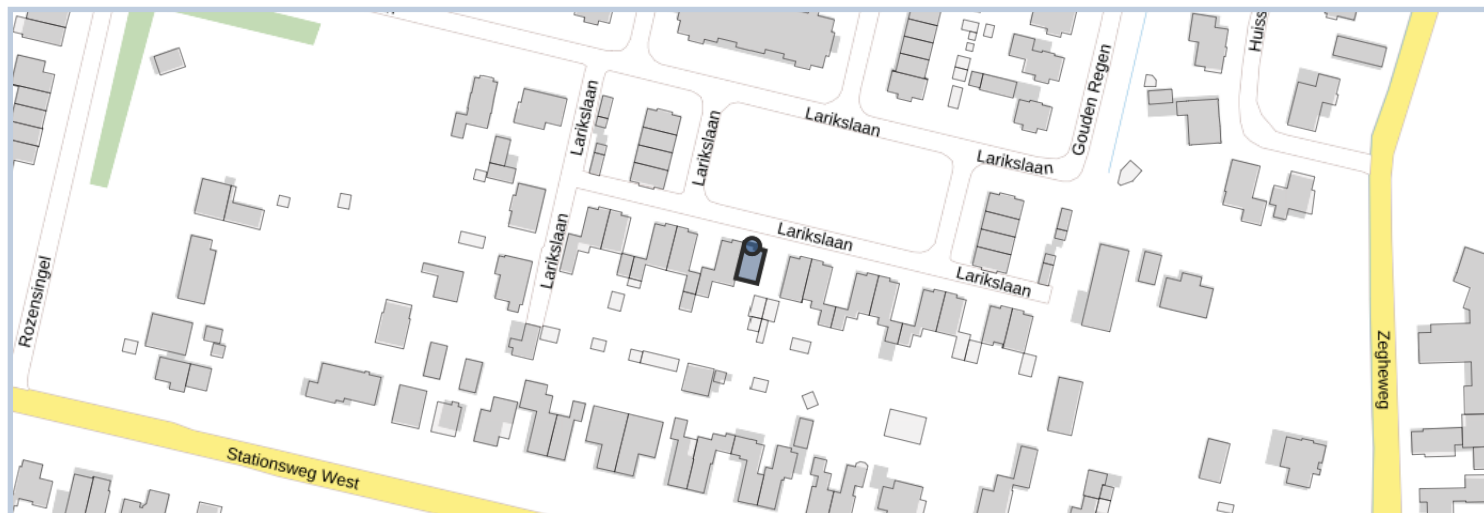 Huiss
Gouden Regen
Larikslaan
Larikslaan
Larikslaan
Larikslaan
Larikslaan
Larikslaan
Larikslaan
Rozensingel
Zegheweg
Stationsweg West